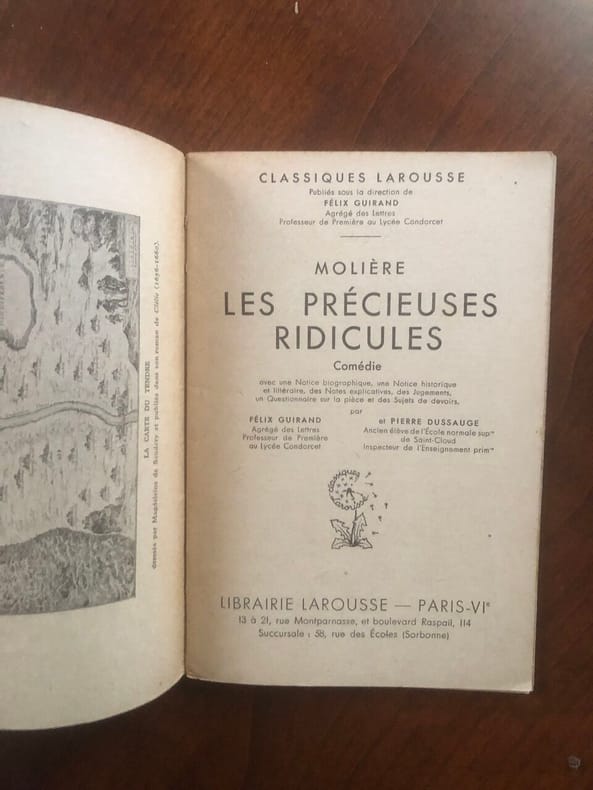 LA CARTE DU TENDRE
dressée par Magdeleine de Scudéry et publiée dans son roman de Clélie (1656-1660).
CLASSIQUES LAROUSSE
Publiés sous la direction de
FÉLIX GUIRAND
Agrégé des Lettres
Professeur de Première au Lycée Condorcet
MOLIÈRE
LES PRÉCIEUSES
RIDICULES
Comédie
avec une Notice biographique, une Notice historique
et littéraire, des Notes explicatives, des Jugements,
un Questionnaire sur la pièce et des Sujets de devoirs,
par
FÉLIX GUIRAND
Agrégé des Lettres
Professeur de Première
au Lycée Condorcet
et PIERRE DUSSAUGE
Ancien élève de l'École normale supre
de Saint-Cloud
Inspecteur de l'Enseignement primre
classiques
Larousse
LIBRAIRIE LAROUSSE — PARIS-VIe
13 à 21, rue Montparnasse, et boulevard Raspail, 114
Succursale : 58, rue des Écoles (Sorbonne)